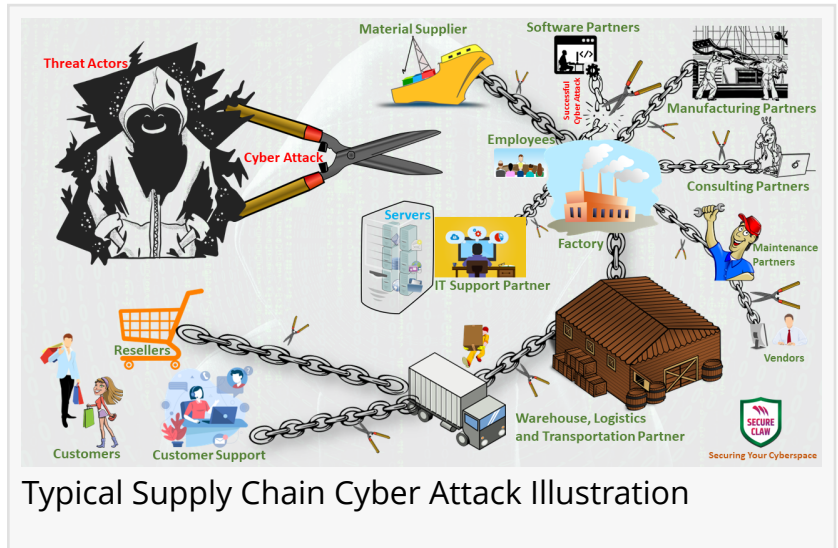 Threat Actors
Cyber Attack
Material Supplier
Software Partners
Successful
Cyber Attack
Manufacturing Partners
Employees
Consulting Partners
Factory
Servers
IT Support Partner
Maintenance
Partners
Vendors
Resellers
Customers
Customer Support
Warehouse, Logistics
and Transportation Partner
SECURE
CLAW
Securing Your Cyberspace
Typical Supply Chain Cyber Attack Illustration